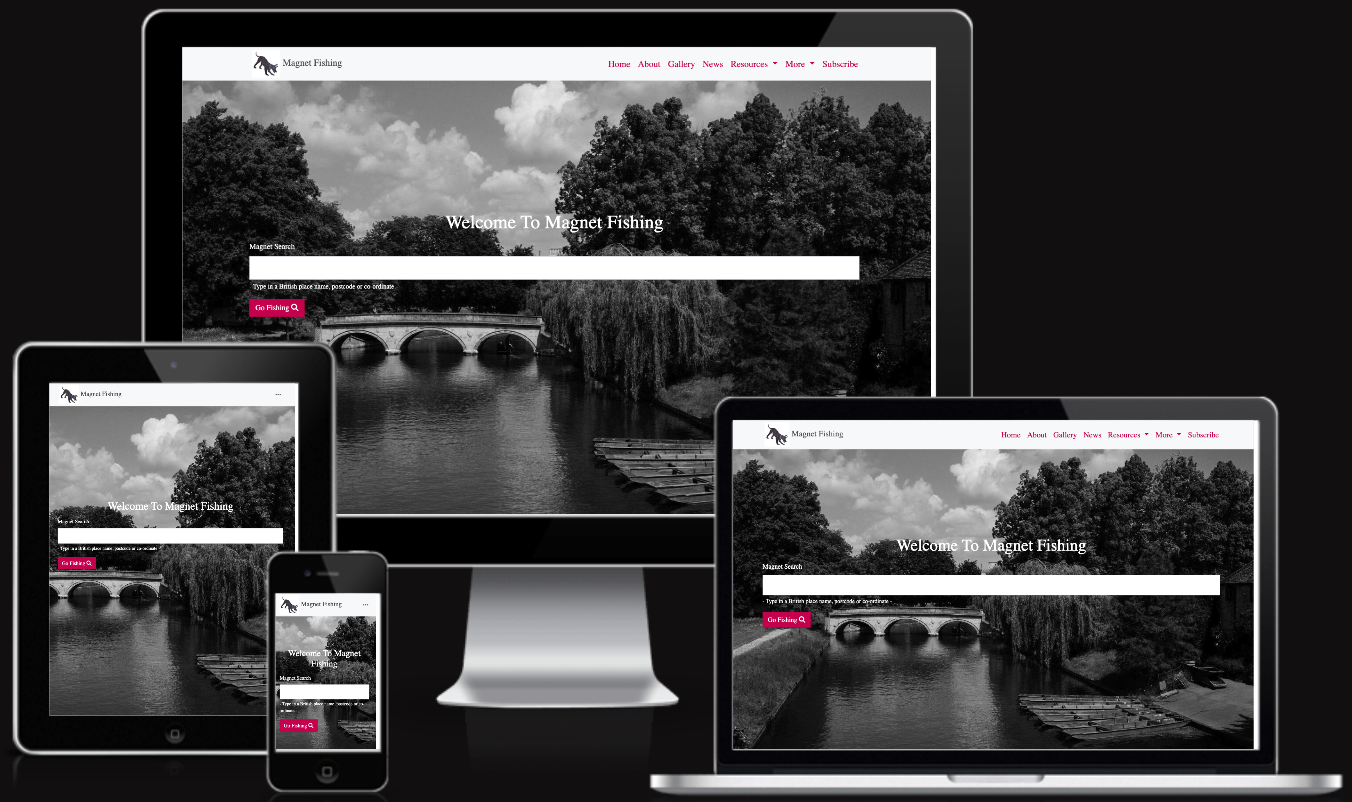 Magnet Fishing
Home About Gallery News Resources More Subscribe
Welcome To Magnet Fishing
Magnet Search
- Type in a British place name, postcode or co-ordinate
Go Fishing
Magnet Fishing
Welcome To Magnet Fishing
Magnet Search
- Type in a British place name, postcode or co-ordinate
Go Fishing
Magnet Fishing
Welcome To Magnet
Fishing
Magnet Search
- Type in a British place name, postcode or co-
ordinate
Go Fishing
Magnet Fishing
Home About Gallery News Resources More Subscribe
Welcome To Magnet Fishing
Magnet Search
- Type in a British place name, postcode or co-ordinate -
Go Fishing